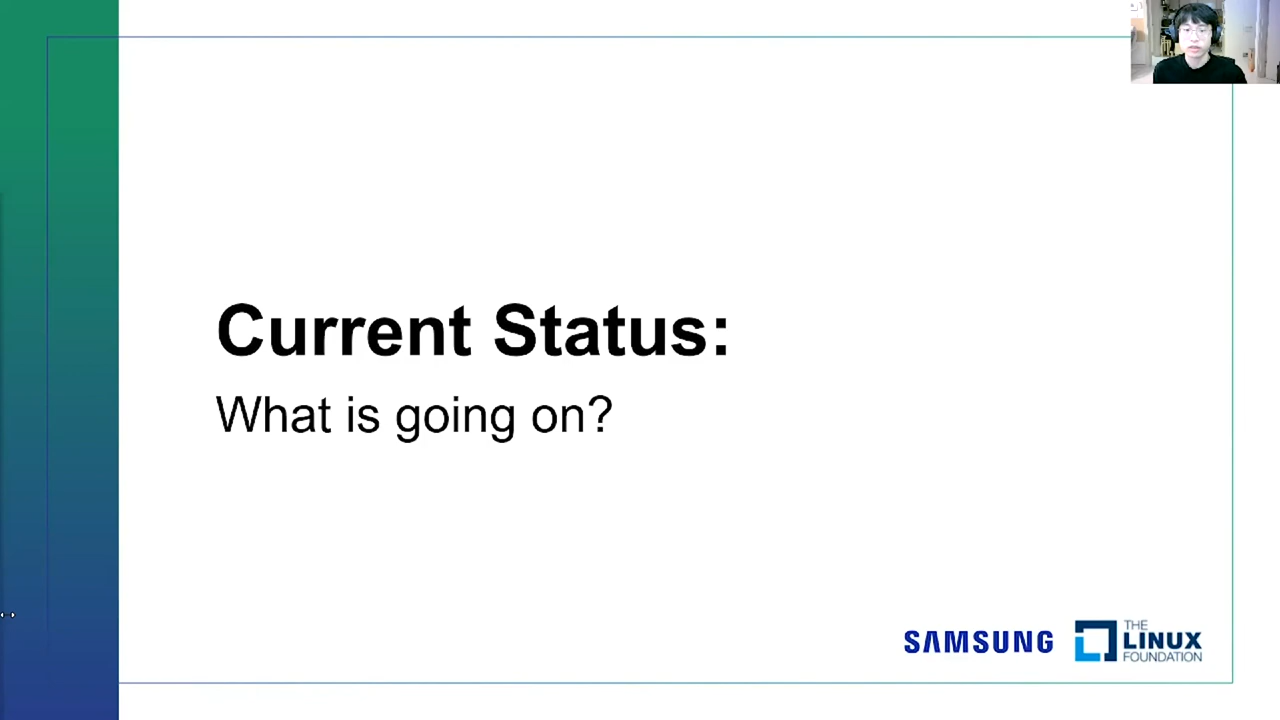 Current Status:
What is going on?
SAMSUNG
THE
LINUX
FOUNDATION